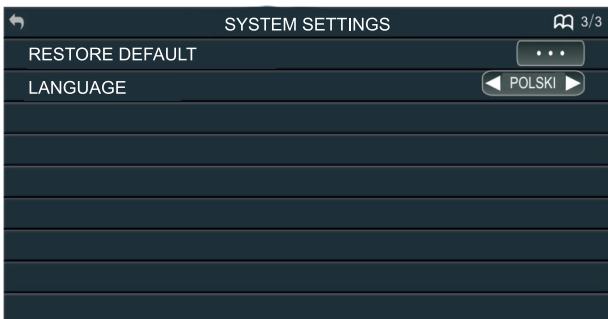 SYSTEM SETTINGS 3/3
RESTORE DEFAULT ...
LANGUAGE POLSKI